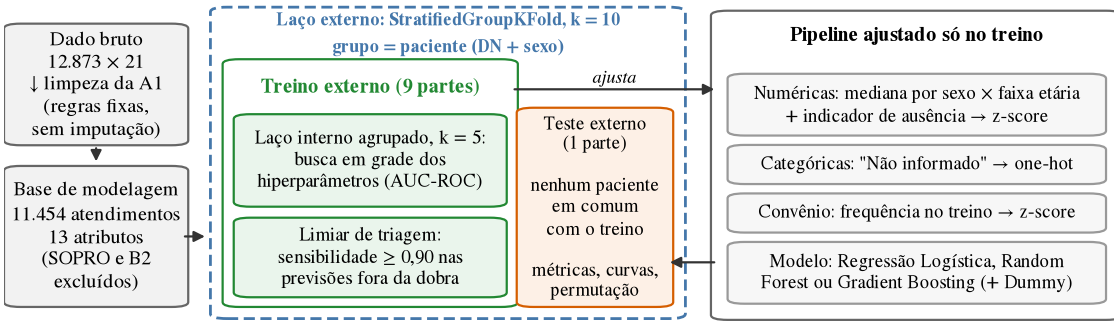 Dado bruto
12.873 × 21
↓ limpeza da A1
(regras fixas,
sem imputação)
Base de modelagem
11.454 atendimentos
13 atributos
(SOPRO e B2
excluídos)
Laço externo: StratifiedGroupKFold, k = 10
grupo = paciente (DN + sexo)
Treino externo (9 partes)
Laço interno agrupado, k = 5:
busca em grade dos
hiperparâmetros (AUC-ROC)
Limiar de triagem:
sensibilidade ≥ 0,90 nas
previsões fora da dobra
Teste externo
(1 parte)
nenhum paciente
em comum
com o treino
métricas, curvas,
permutação
ajusta
Pipeline ajustado só no treino
Numéricas: mediana por sexo × faixa etária
+ indicador de ausência → z-score
Categóricas: "Não informado" → one-hot
Convênio: frequência no treino → z-score
Modelo: Regressão Logística, Random
Forest ou Gradient Boosting (+ Dummy)